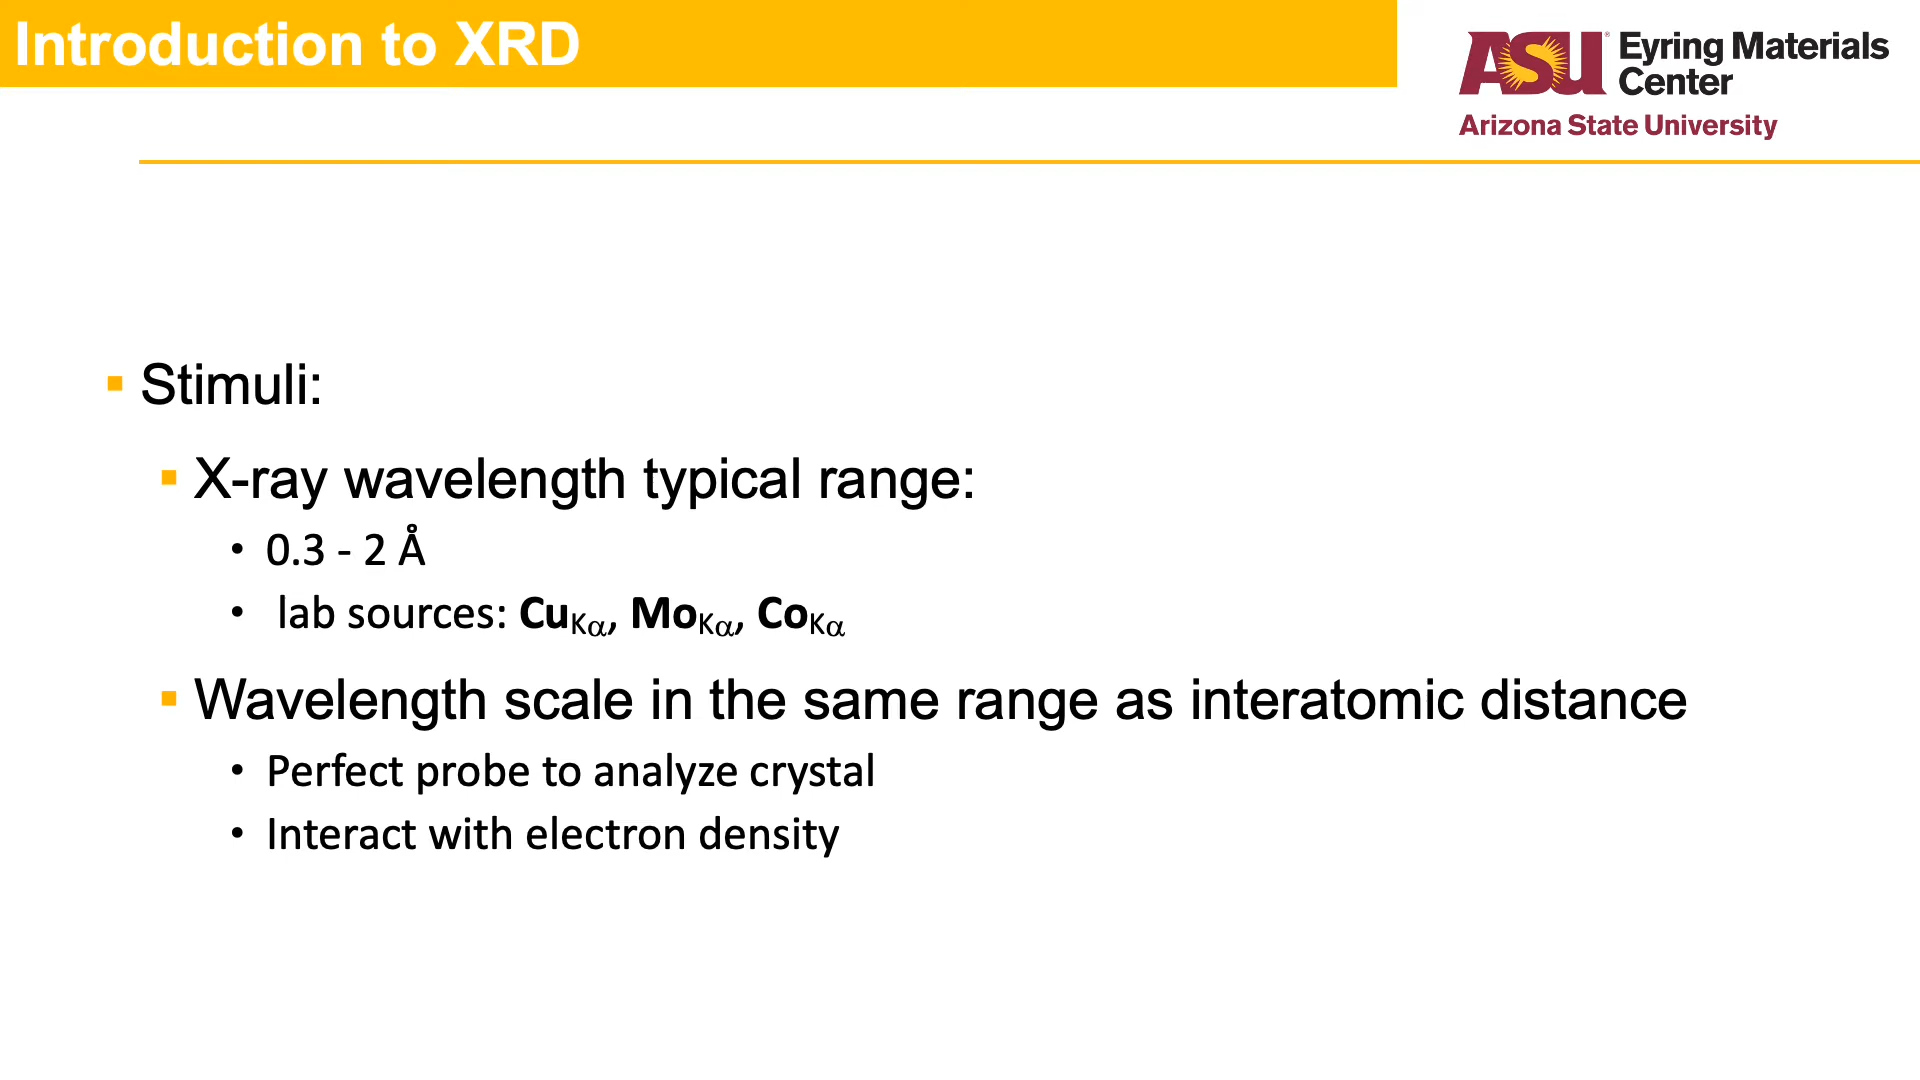 Introduction to XRD
ASU Eyring Materials
Center
Arizona State University
▪ Stimuli:
▪ X-ray wavelength typical range:
• 0.3 - 2 Å
• lab sources: CuKα, MoKα, CoKα
▪ Wavelength scale in the same range as interatomic distance
• Perfect probe to analyze crystal
• Interact with electron density